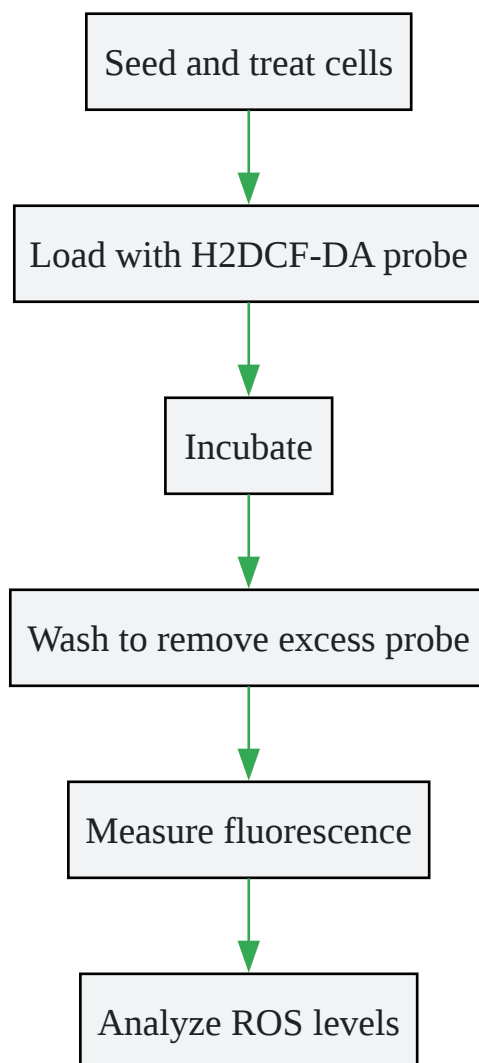 Seed and treat cells
Load with H2DCF-DA probe
Incubate
Wash to remove excess probe
Measure fluorescence
Analyze ROS levels